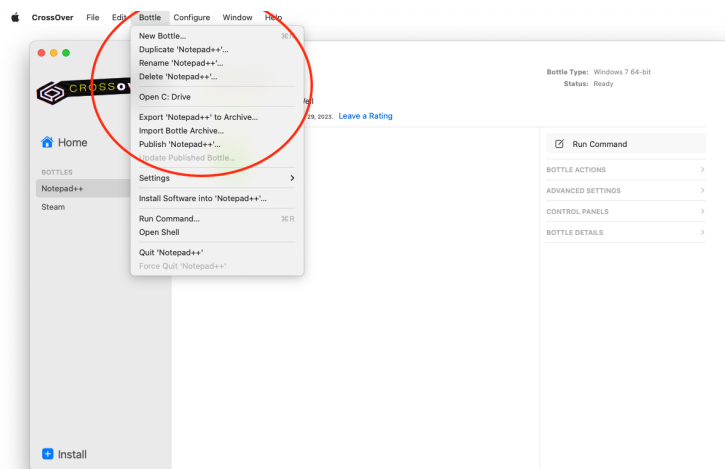 CrossOver File Edit Bottle Configure Window Help
New Bottle...
Duplicate 'Notepad++'...
Rename 'Notepad++'...
Delete 'Notepad++'...
Open C: Drive
Export 'Notepad++' to Archive...
Import Bottle Archive...
Publish 'Notepad++'...
Update Published Bottle...
Settings
Install Software into 'Notepad++'...
Run Command... ⌘R
Open Shell
Quit 'Notepad++'
Force Quit 'Notepad++'
CROSSO
Home
BOTTLES
Notepad++
Steam
Install
29, 2023. Leave a Rating
Bottle Type: Windows 7 64-bit
Status: Ready
Run Command
BOTTLE ACTIONS
ADVANCED SETTINGS
CONTROL PANELS
BOTTLE DETAILS